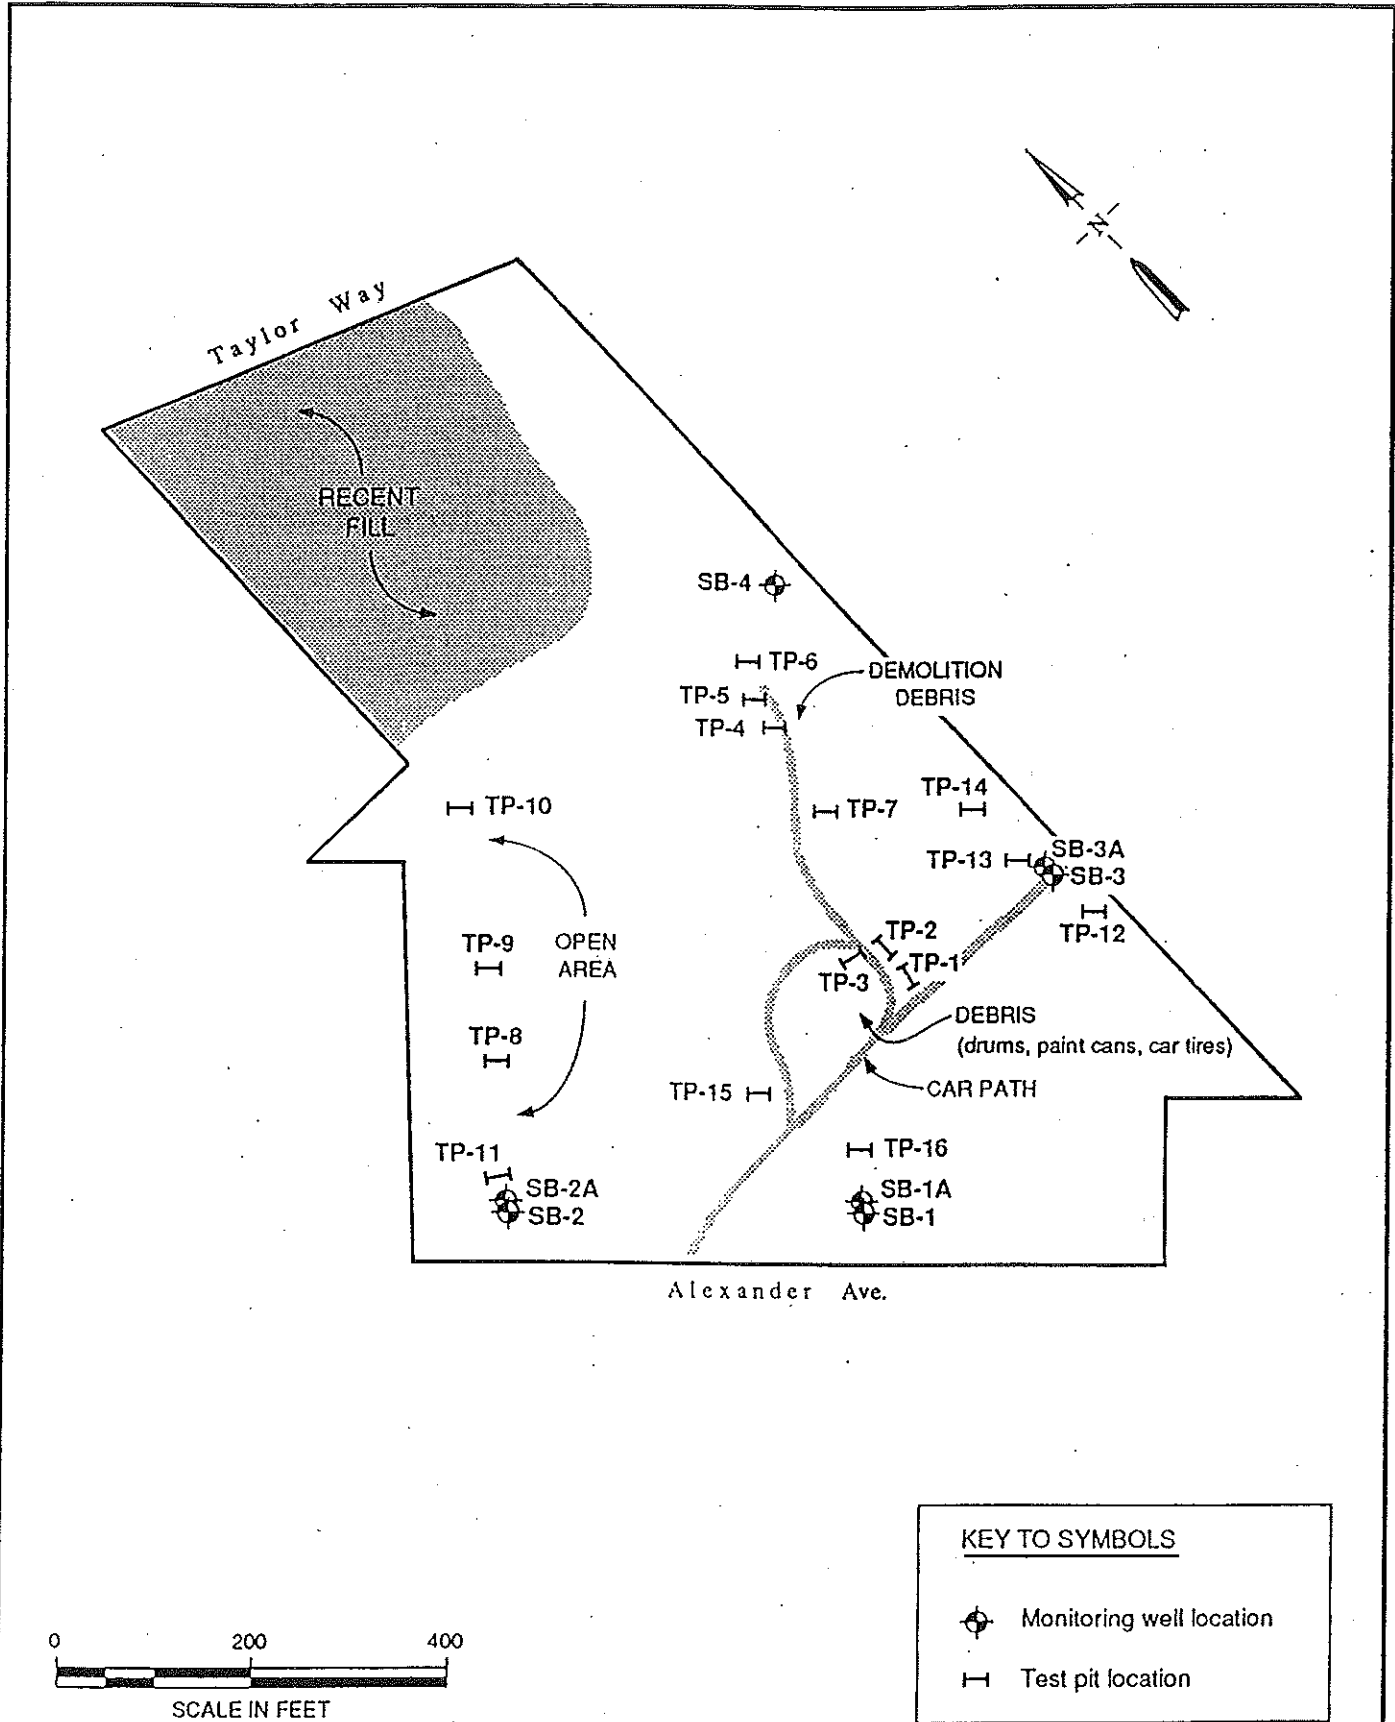 N
Taylor Way
RECENT
FILL
SB-4
TP-6
DEMOLITION
DEBRIS
TP-5
TP-4
TP-14
TP-10
TP-7
SB-3A
TP-13
SB-3
TP-12
TP-2
TP-9
OPEN
AREA
TP-1
TP-3
DEBRIS
(drums, paint cans, car tires)
TP-8
CAR PATH
TP-15
TP-11
TP-16
SB-2A
SB-2
SB-1A
SB-1
Alexander Ave.
KEY TO SYMBOLS
Monitoring well location
Test pit location
0 200 400
SCALE IN FEET